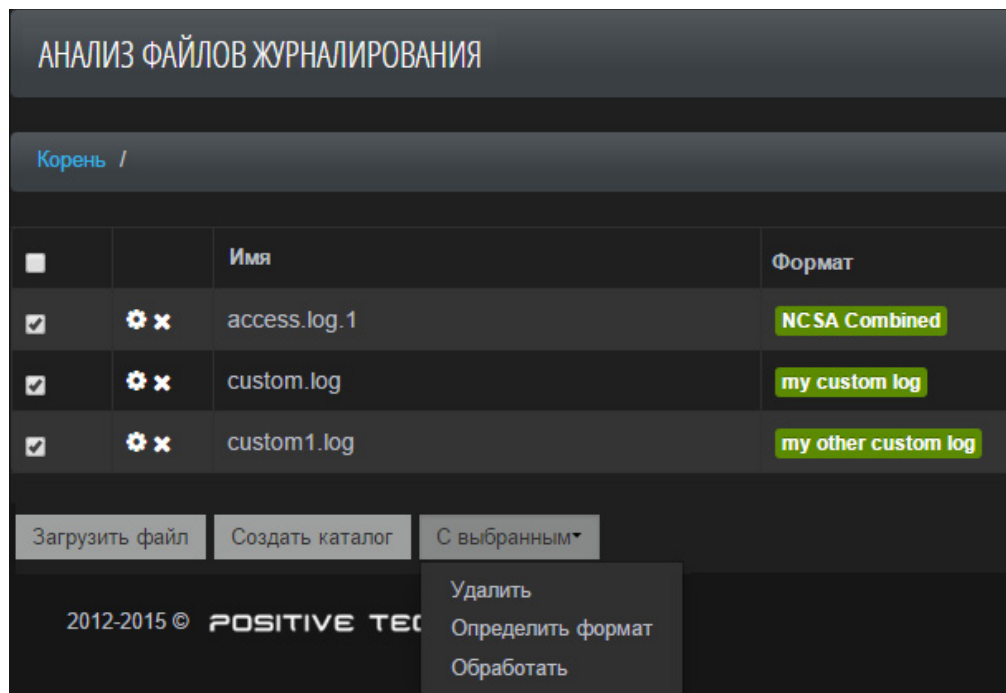 АНАЛИЗ ФАЙЛОВ ЖУРНАЛИРОВАНИЯ
Корень /
Имя Формат
access.log.1 NCSA Combined
custom.log my custom log
custom1.log my other custom log
Загрузить файл Создать каталог С выбранным
Удалить
2012-2015 © POSITIVE
Определить формат
Обработать